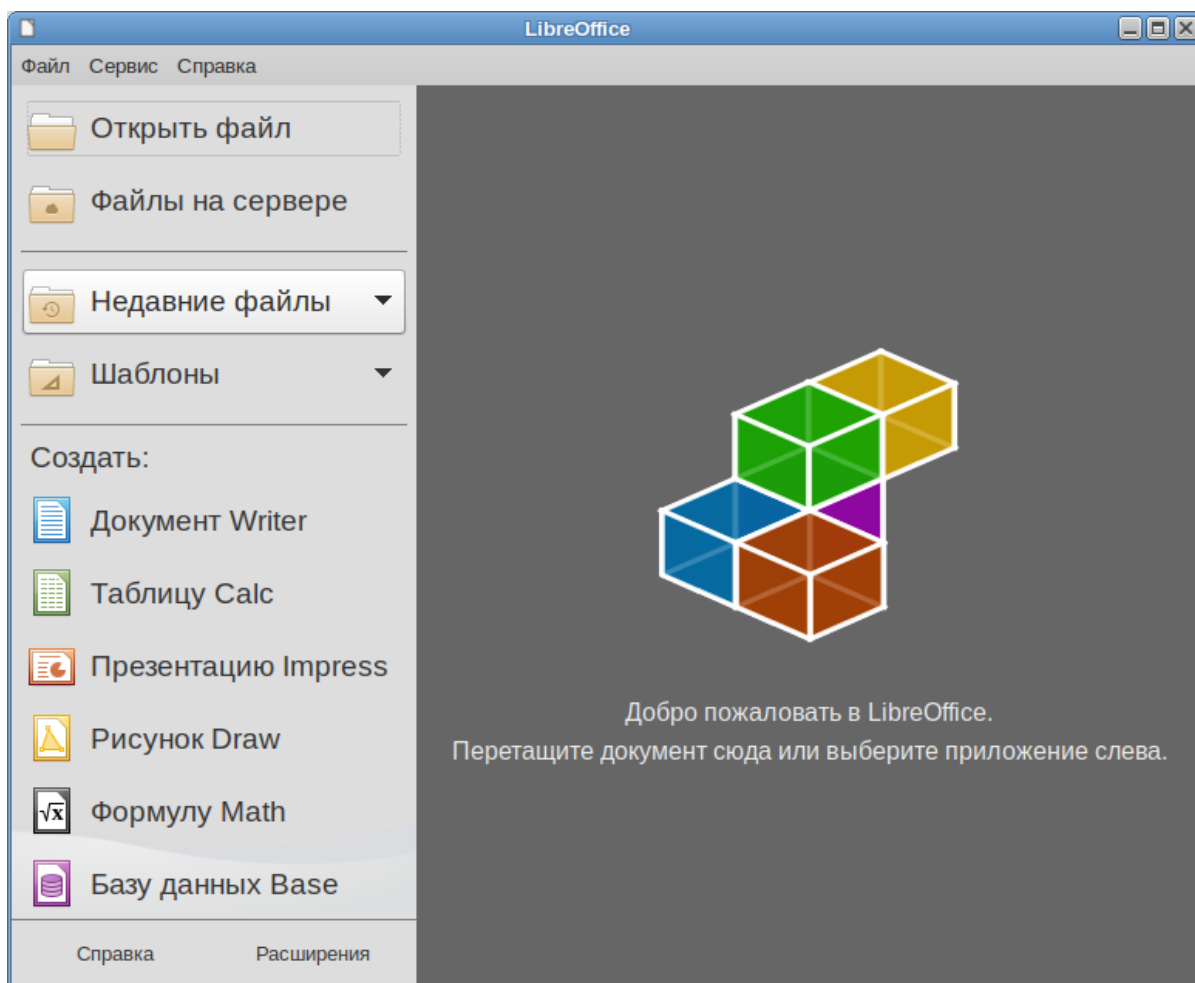 LibreOffice
Файл Сервис Справка
Открыть файл
Файлы на сервере
Недавние файлы
Шаблоны
Создать:
Документ Writer
Таблицу Calc
Презентацию Impress
Рисунок Draw
√x Формулу Math
Базу данных Base
Справка Расширения
Добро пожаловать в LibreOffice.
Перетащите документ сюда или выберите приложение слева.